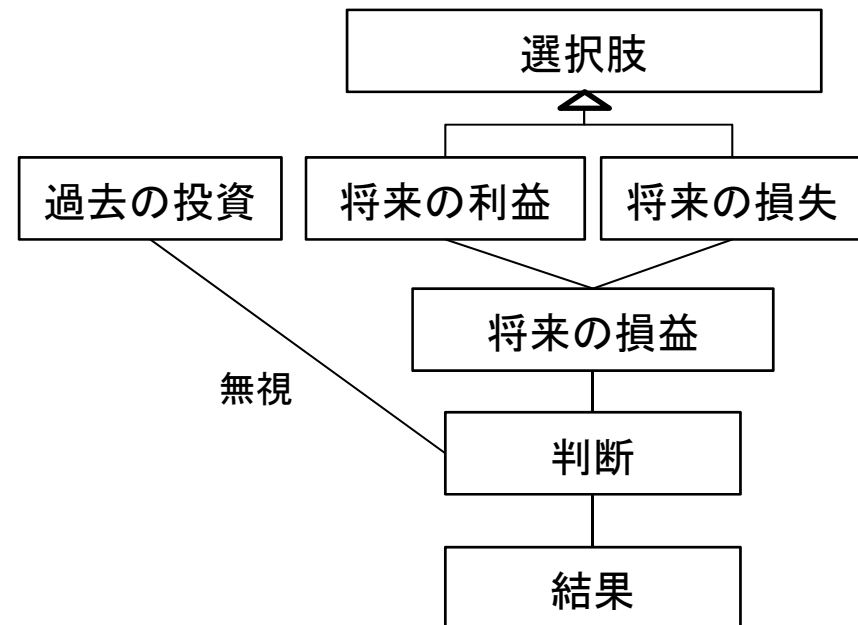 選択肢
過去の投資
将来の利益
将来の損失
将来の損益
無視
判断
結果